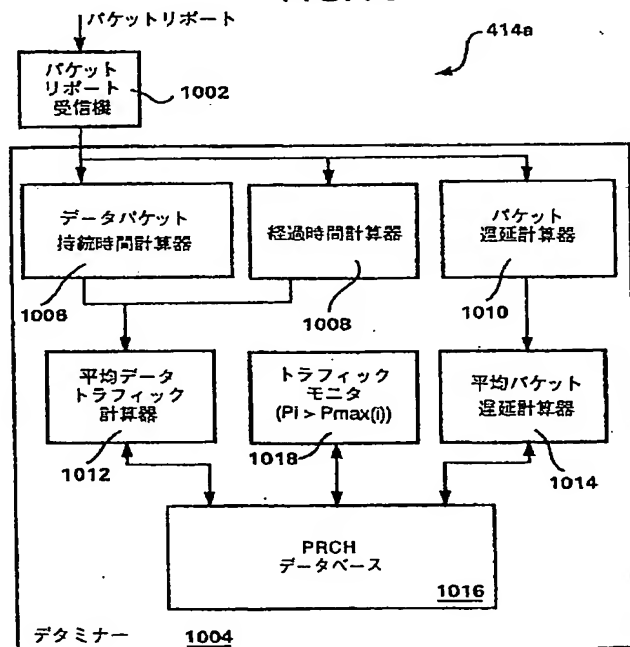 パケットリポート
414a
パケット
リポート
受信機
1002
データパケット
持続時間計算器
1006
経過時間計算器
1008
パケット
遅延計算器
1010
平均データ
トラフィック
計算器
1012
トラフィック
モニタ
(Pi > Pmax(i))
1018
平均パケット
遅延計算器
1014
PRCH
データベース
1016
デタミナー
1004